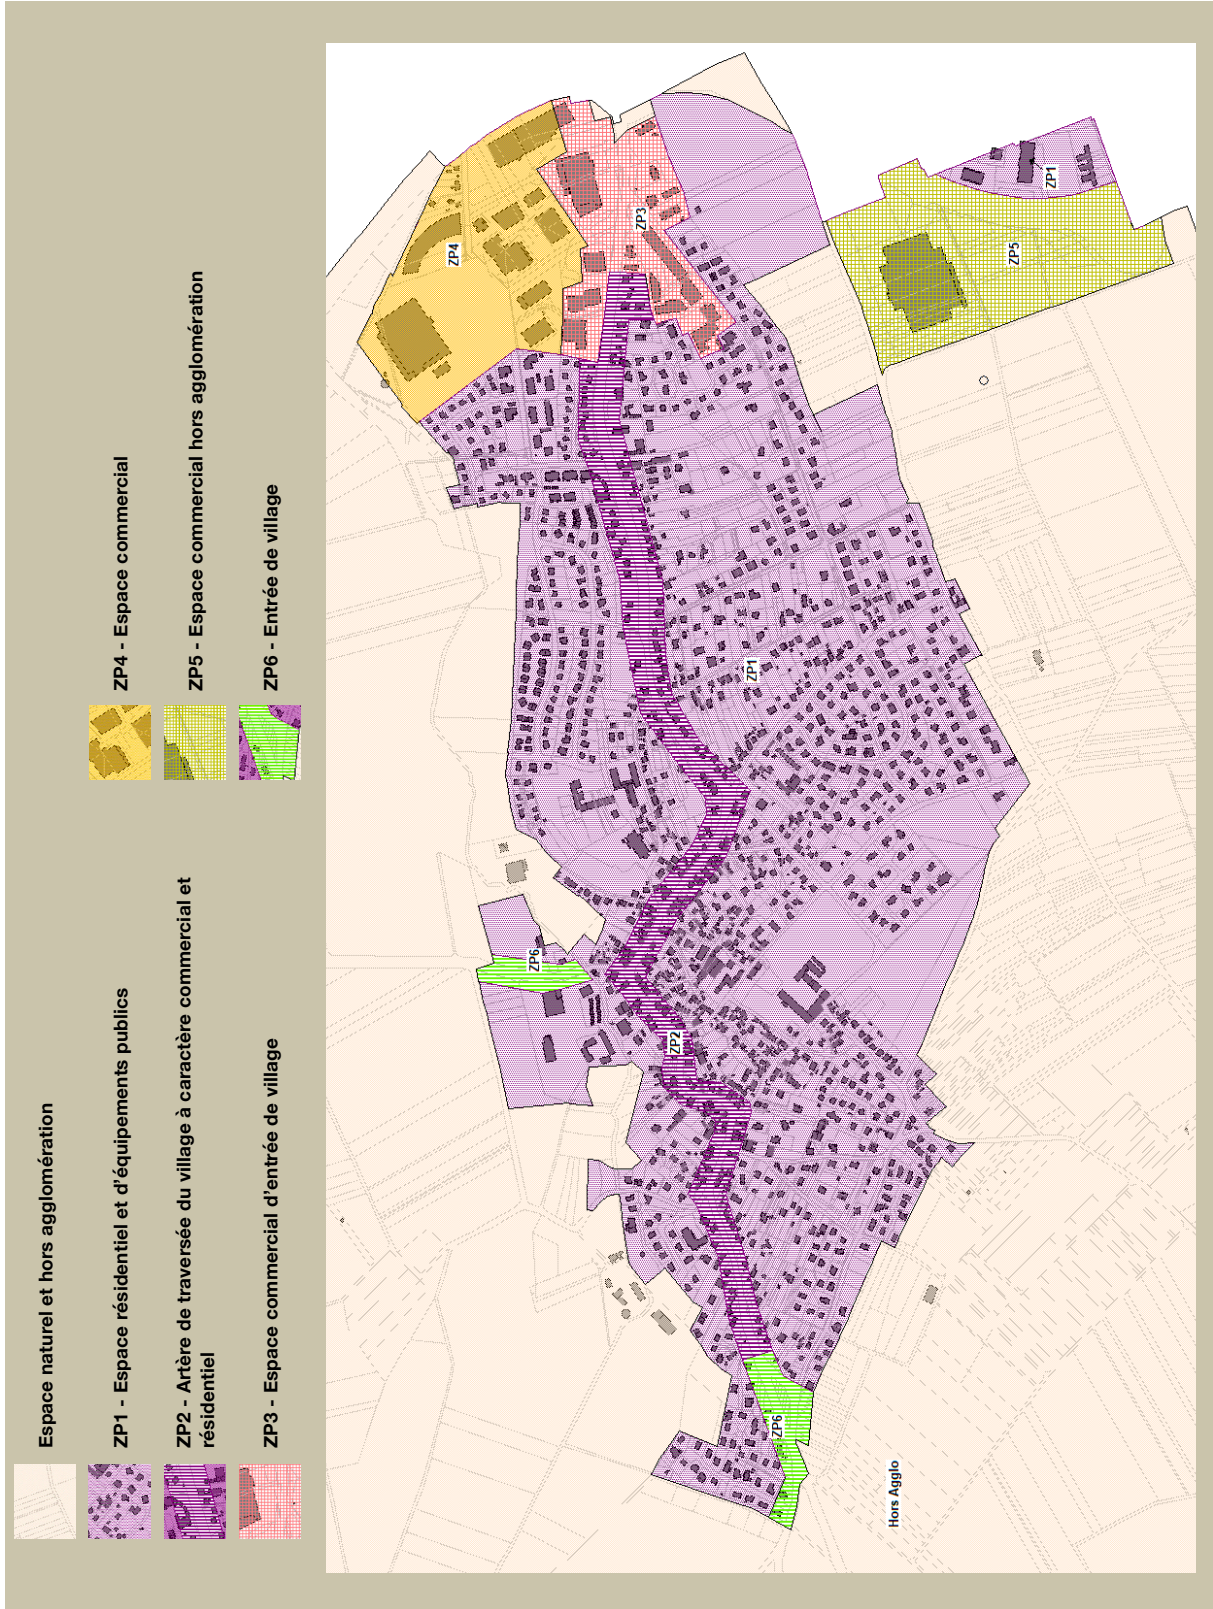 Espace naturel et hors agglomération
ZP1 - Espace résidentiel et d'équipements publics
ZP2 - Artère de traversée du village à caractère commercial et
résidentiel
ZP3 - Espace commercial d'entrée de village
ZP4 - Espace commercial
ZP5 - Espace commercial hors agglomération
ZP6 - Entrée de village
Hors Agglo
ZP6
ZP2
ZP6
ZP1
ZP4
ZP3
ZP5
ZP1